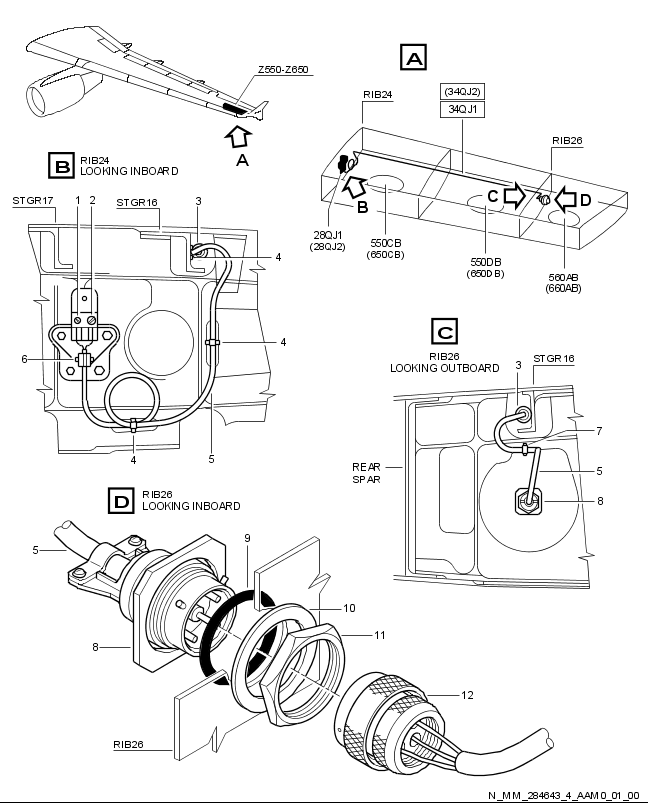 Z550-Z650
A
A
RIB24
(34QJ2)
34QJ1
RIB26
C
D
B
28QJ1
(28QJ2)
550CB
(650CB)
550DB
(650DB)
560AB
(660AB)
B
RIB24
LOOKING INBOARD
STGR17
1
2
STGR16
3
4
4
6
4
5
C
RIB26
LOOKING OUTBOARD
STGR16
3
7
REAR
SPAR
5
8
D
RIB26
LOOKING INBOARD
5
9
10
11
8
12
RIB26
N_MM_284643_4_AAM0_01_00